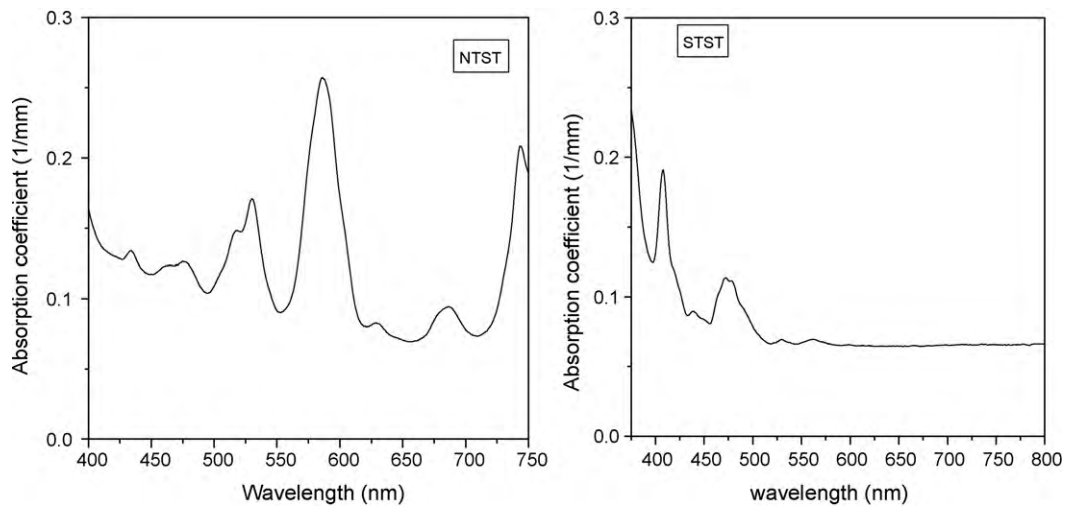 0.3
0.2
0.1
0.0
Absorption coefficient (1/mm)
NTST
400 450 500 550 600 650 700 750
Wavelength (nm)
0.3
0.2
0.1
0.0
Absorption coefficient (1/mm)
STST
400 450 500 550 600 650 700 750 800
wavelength (nm)